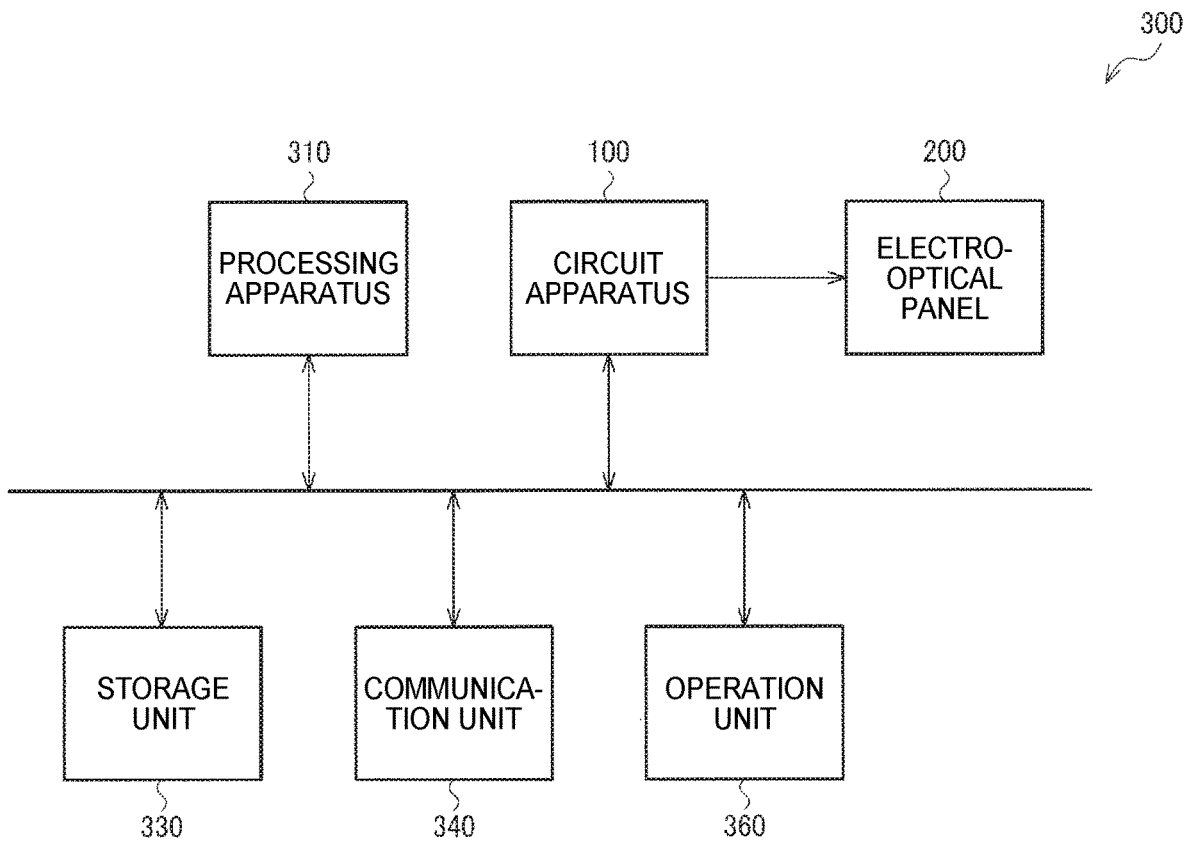 300
310
100
200
PROCESSING
APPARATUS
CIRCUIT
APPARATUS
ELECTRO-
OPTICAL
PANEL
STORAGE
UNIT
COMMUNICA-
TION UNIT
OPERATION
UNIT
330
340
360